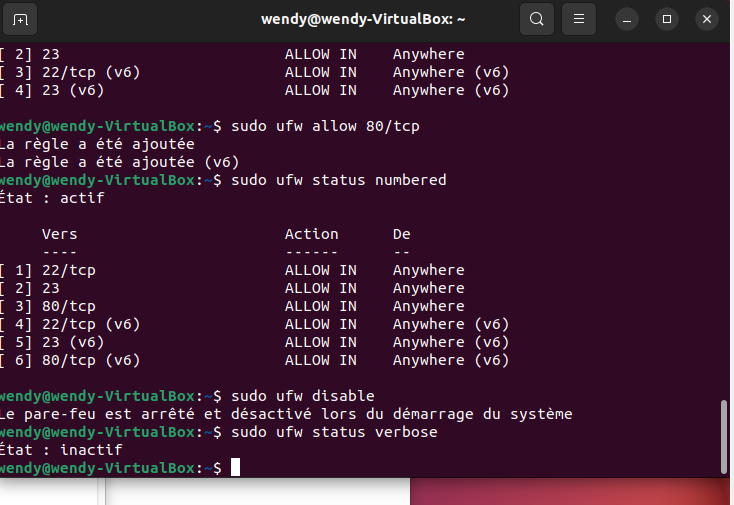 wendy@wendy-VirtualBox: ~
[ 2] 23                         ALLOW IN    Anywhere
[ 3] 22/tcp (v6)                ALLOW IN    Anywhere (v6)
[ 4] 23 (v6)                    ALLOW IN    Anywhere (v6)
wendy@wendy-VirtualBox:~$ sudo ufw allow 80/tcp
La règle a été ajoutée
La règle a été ajoutée (v6)
wendy@wendy-VirtualBox:~$ sudo ufw status numbered
État : actif
Vers                       Action      De
----                       ------      --
[ 1] 22/tcp                     ALLOW IN    Anywhere
[ 2] 23                         ALLOW IN    Anywhere
[ 3] 80/tcp                     ALLOW IN    Anywhere
[ 4] 22/tcp (v6)                ALLOW IN    Anywhere (v6)
[ 5] 23 (v6)                    ALLOW IN    Anywhere (v6)
[ 6] 80/tcp (v6)                ALLOW IN    Anywhere (v6)
wendy@wendy-VirtualBox:~$ sudo ufw disable
Le pare-feu est arrêté et désactivé lors du démarrage du système
wendy@wendy-VirtualBox:~$ sudo ufw status verbose
État : inactif
wendy@wendy-VirtualBox:~$